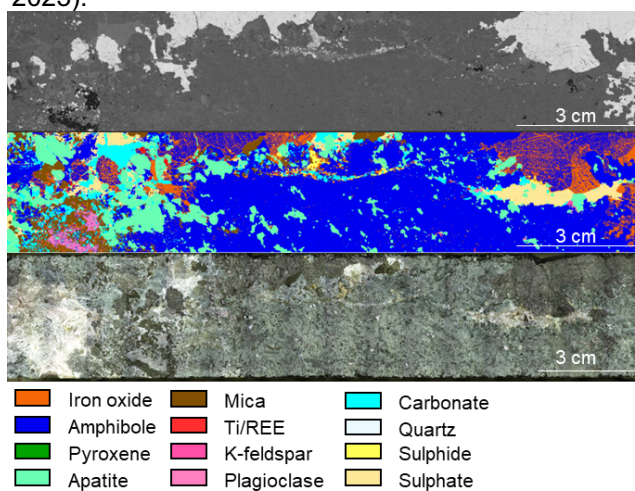 2025).
3 cm
3 cm
3 cm
Iron oxide Mica Carbonate
Amphibole Ti/REE Quartz
Pyroxene K-feldspar Sulphide
Apatite Plagioclase Sulphate